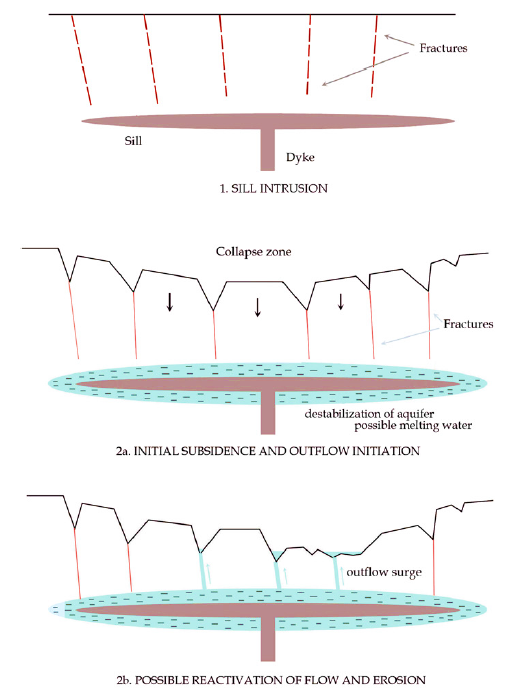 Fractures
Sill
Dyke
1. SILL INTRUSION
Collapse zone
Fractures
destabilization of aquifer
possible melting water
2a. INITIAL SUBSIDENCE AND OUTFLOW INITIATION
outflow surge
2b. POSSIBLE REACTIVATION OF FLOW AND EROSION